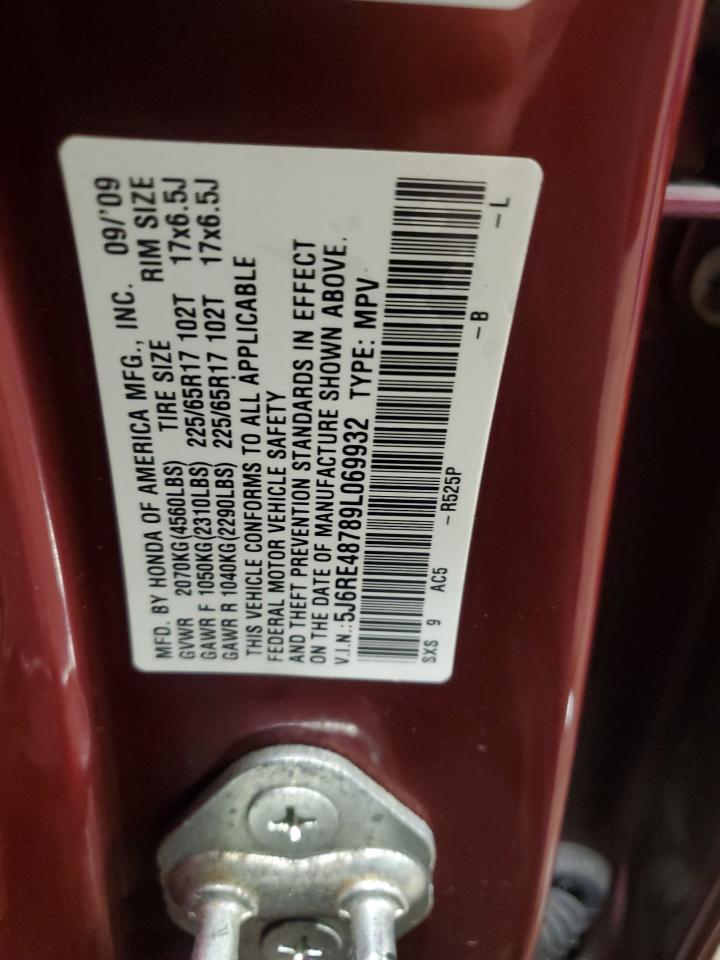 MFD. BY HONDA OF AMERICA MFG., INC. 09/'09
GVWR 2070KG(4560LBS) TIRE SIZE RIM SIZE
GAWR F 1050KG(2310LBS) 225/65R17 102T 17x6.5J
GAWR R 1040KG(2290LBS) 225/65R17 102T 17x6.5J
THIS VEHICLE CONFORMS TO ALL APPLICABLE
FEDERAL MOTOR VEHICLE SAFETY
AND THEFT PREVENTION STANDARDS IN EFFECT
ON THE DATE OF MANUFACTURE SHOWN ABOVE.
V.I.N.: 5J6RE48789L069932 TYPE: MPV
SXS 9 AC5 -R525P -B -L